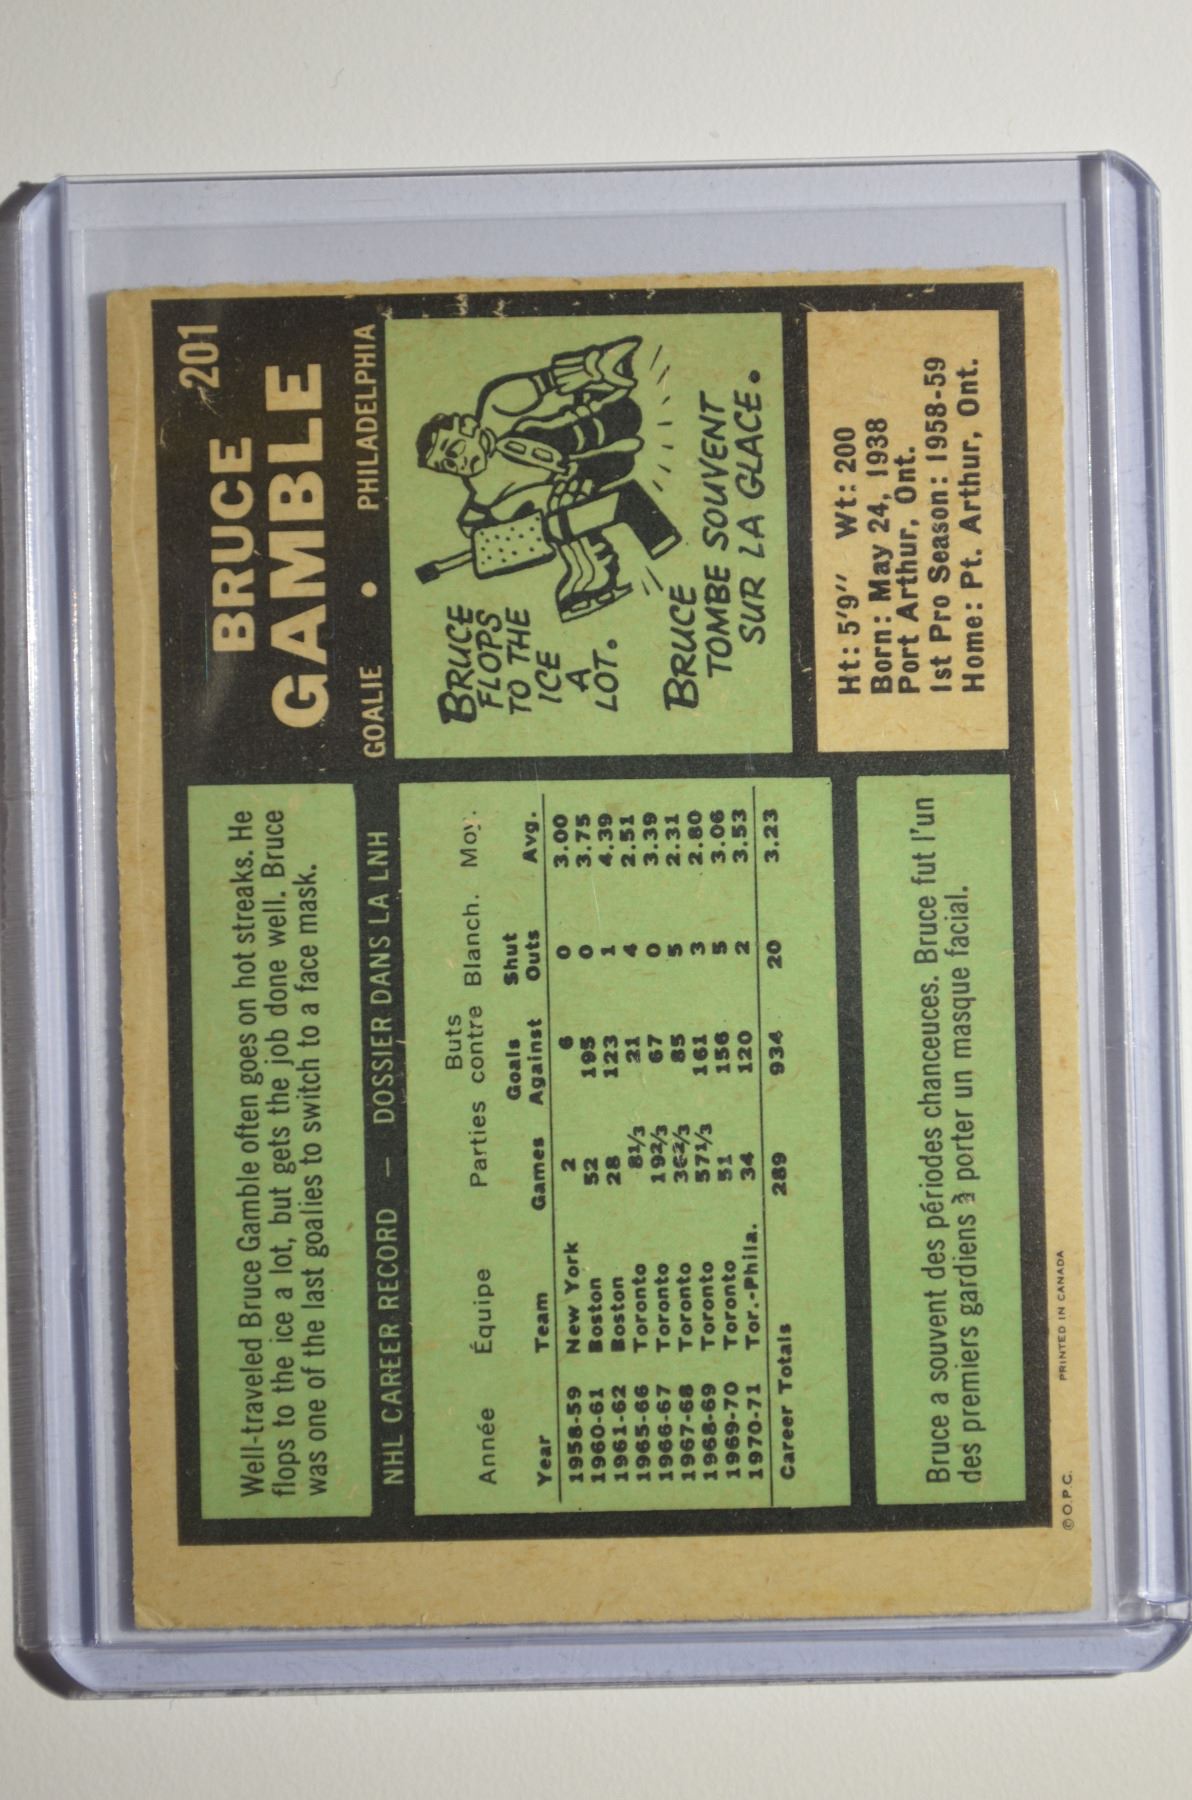 201
BRUCE
GAMBLE
GOALIE • PHILADELPHIA
Well-traveled Bruce Gamble often goes on hot streaks. He
flops to the ice a lot, but gets the job done well. Bruce
was one of the last goalies to switch to a face mask.
BRUCE
FLOPS
TO THE
ICE
A
LOT.
BRUCE
TOMBE SOUVENT
SUR LA GLACE.
NHL CAREER RECORD — DOSSIER DANS LA LNH
Année Équipe Parties Buts contre Blanch. Moy.
Year Team Games Goals Against Shut Outs Avg.
1958-59 New York 2 6 0 3.00
1960-61 Boston 52 195 0 3.75
1961-62 Boston 28 123 1 4.39
1965-66 Toronto 8 1/3 21 4 2.51
1966-67 Toronto 19 2/3 67 0 3.39
1967-68 Toronto 36 2/3 85 5 2.31
1968-69 Toronto 57 1/3 161 3 2.80
1969-70 Toronto 51 156 5 3.06
1970-71 Tor.-Phila. 34 120 2 3.53
Career Totals 289 934 20 3.23
Ht: 5'9" Wt: 200
Born: May 24, 1938
Port Arthur, Ont.
1st Pro Season: 1958-59
Home: Pt. Arthur, Ont.
Bruce a souvent des périodes chanceuces. Bruce fut l'un
des premiers gardiens à porter un masque facial.
© O.P.C. PRINTED IN CANADA